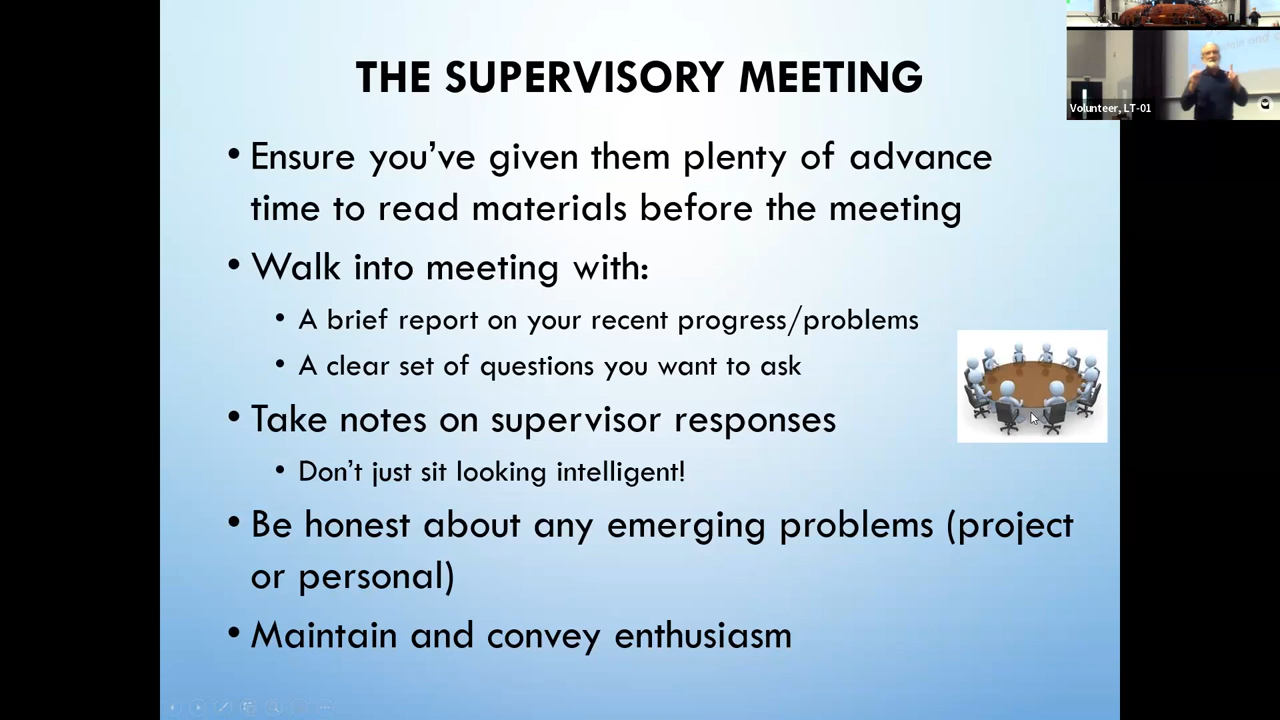 THE SUPERVISORY MEETING
• Ensure you’ve given them plenty of advance
time to read materials before the meeting
• Walk into meeting with:
• A brief report on your recent progress/problems
• A clear set of questions you want to ask
• Take notes on supervisor responses
• Don’t just sit looking intelligent!
• Be honest about any emerging problems (project
or personal)
• Maintain and convey enthusiasm
Volunteer, LT-01